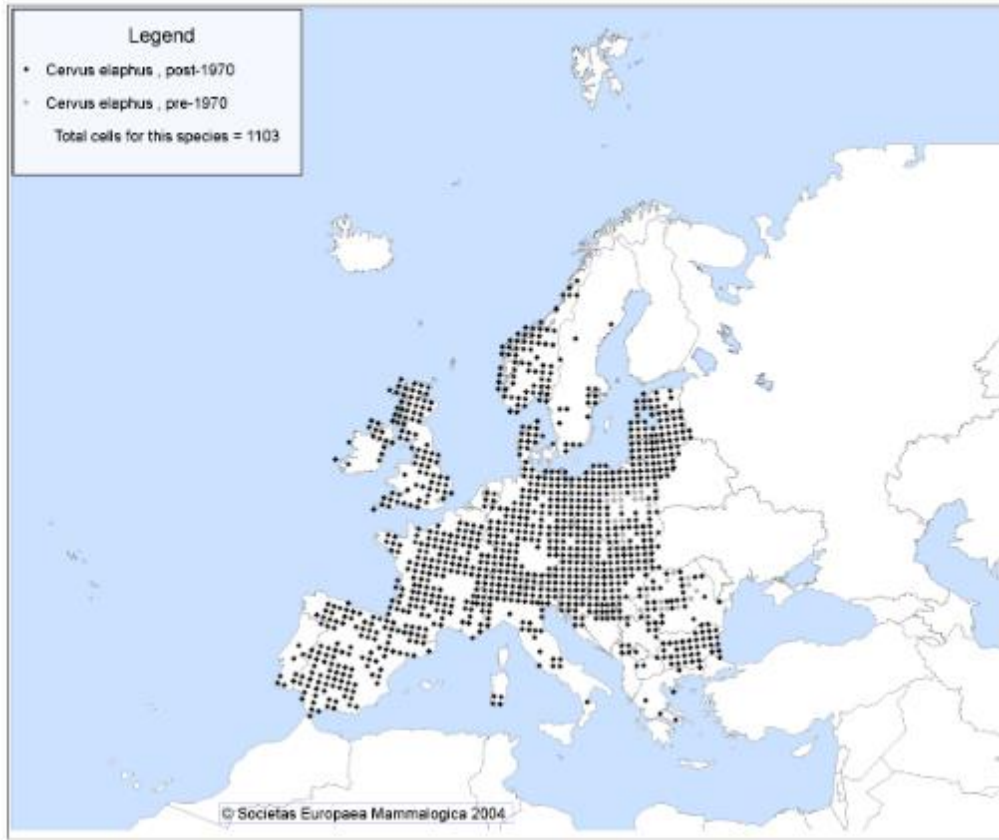 Legend
Cervus elaphus , post-1970
Cervus elaphus , pre-1970
Total cells for this species = 1103
© Societas Europaea Mammalogica 2004